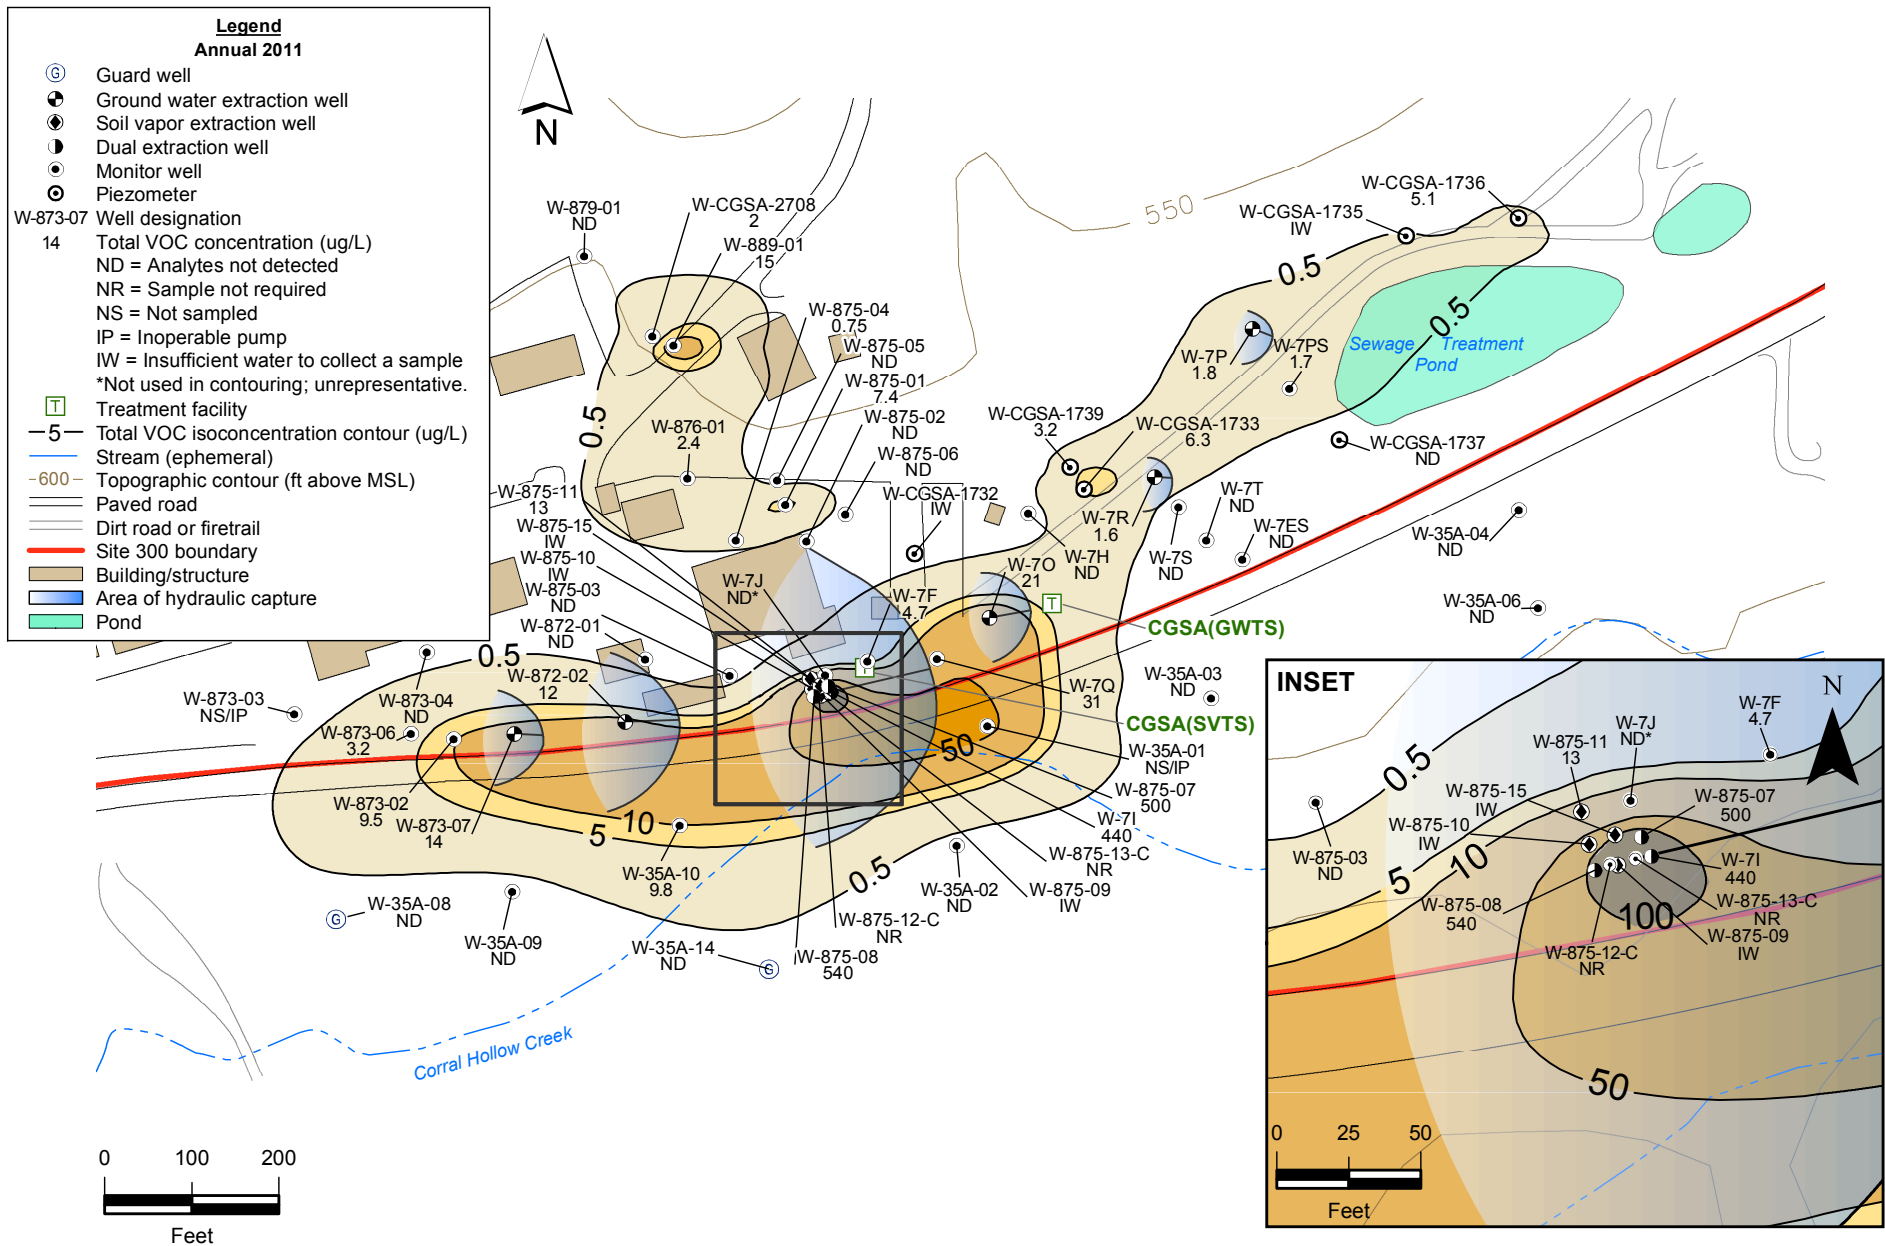 Legend
Annual 2011
G Guard well
Ground water extraction well
Soil vapor extraction well
Dual extraction well
Monitor well
Piezometer
W-873-07 Well designation
14 Total VOC concentration (ug/L)
ND = Analytes not detected
NR = Sample not required
NS = Not sampled
IP = Inoperable pump
IW = Insufficient water to collect a sample
*Not used in contouring; unrepresentative.
T Treatment facility
5 Total VOC isoconcentration contour (ug/L)
Stream (ephemeral)
600 Topographic contour (ft above MSL)
Paved road
Dirt road or firetrail
Site 300 boundary
Building/structure
Area of hydraulic capture
Pond
N
550
W-CGSA-1736
5.1
W-CGSA-1735
IW
W-879-01
ND
W-CGSA-2708
2
W-889-01
15
0.5
0.5
W-875-04
0.75
W-875-05
ND
W-875-01
7.4
W-875-02
ND
W-875-06
ND
W-7P
1.8
W-7PS
1.7
Sewage Treatment
Pond
W-CGSA-1739
3.2
W-CGSA-1733
6.3
W-CGSA-1737
ND
0.5
W-876-01
2.4
W-875-11
13
W-875-15
IW
W-875-10
IW
W-875-03
ND
W-872-01
ND
W-CGSA-1732
IW
W-7R
1.6
W-7T
ND
W-7ES
ND
W-7S
ND
W-7H
ND
W-35A-04
ND
W-7J
ND*
W-7F
4.7
W-7O
21
T
CGSA(GWTS)
W-35A-06
ND
0.5
W-872-02
12
W-873-03
NS/IP
W-873-04
ND
W-873-06
3.2
T
W-7Q
31
W-35A-03
ND
CGSA(SVTS)
50
W-35A-01
NS/IP
W-873-02
9.5
W-873-07
14
5
10
W-875-07
500
W-7I
440
W-875-13-C
NR
W-875-09
IW
W-35A-10
9.8
0.5
W-35A-02
ND
G
W-35A-08
ND
W-35A-09
ND
W-35A-14
ND
G
W-875-12-C
NR
W-875-08
540
Corral Hollow Creek
0 100 200
Feet
INSET
N
W-7F
4.7
W-7J
ND*
W-875-11
13
0.5
W-875-15
IW
W-875-07
500
W-875-10
IW
W-875-03
ND
5
10
W-7I
440
W-875-08
540
W-875-13-C
NR
100
W-875-09
IW
W-875-12-C
NR
50
0 25 50
Feet